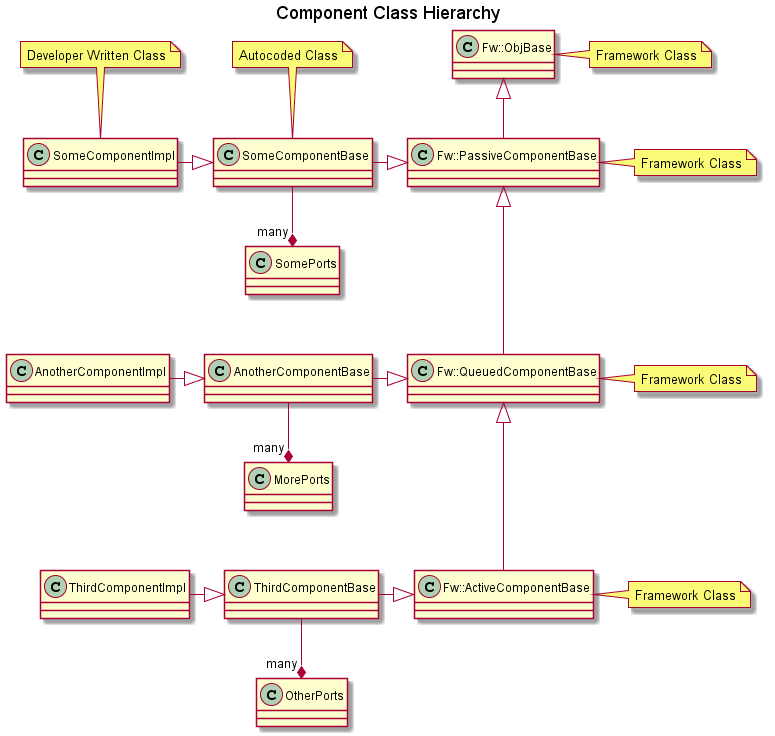 Component Class Hierarchy
Developer Written Class
Autocoded Class
C Fw::ObjBase
Framework Class
C SomeComponentImpl
C SomeComponentBase
C Fw::PassiveComponentBase
Framework Class
many
C SomePorts
C AnotherComponentImpl
C AnotherComponentBase
C Fw::QueuedComponentBase
Framework Class
many
C MorePorts
C ThirdComponentImpl
C ThirdComponentBase
C Fw::ActiveComponentBase
Framework Class
many
C OtherPorts